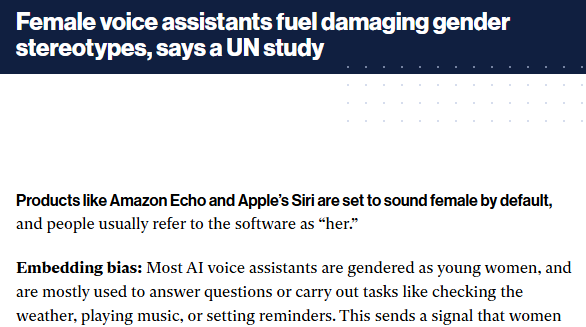 Female voice assistants fuel damaging gender
stereotypes, says a UN study
Products like Amazon Echo and Apple’s Siri are set to sound female by default,
and people usually refer to the software as “her.”
Embedding bias: Most AI voice assistants are gendered as young women, and
are mostly used to answer questions or carry out tasks like checking the
weather, playing music, or setting reminders. This sends a signal that women